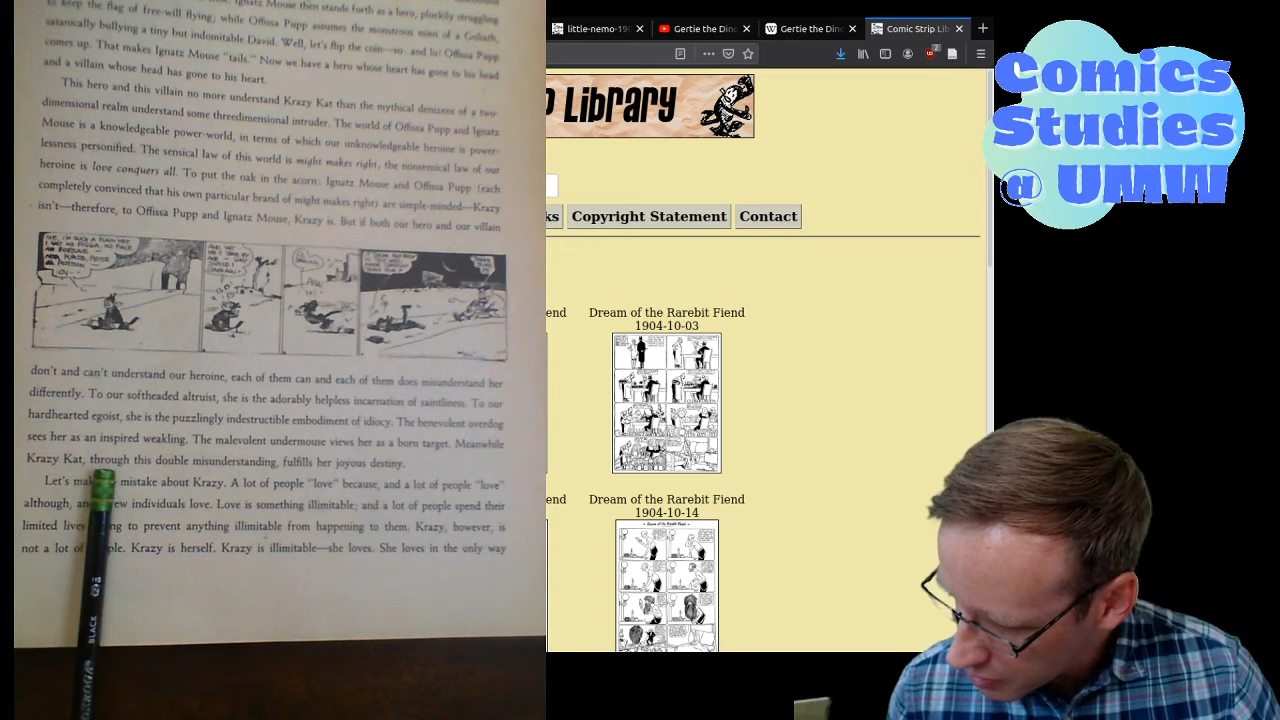 to keep the flag of free-will flying; while Offissa Pupp assumes the monstrous mien of a Goliath,
satanically bullying a tiny but indomitable David. Well, let's flip the coin—so: and lo! Offissa Pupp
comes up. That makes Ignatz Mouse "tails." Now we have a hero whose heart has gone to his head
and a villain whose head has gone to his heart.
This hero and this villain no more understand Krazy Kat than the mythical denizens of a two-
dimensional realm understand some threedimensional intruder. The world of Offissa Pupp and Ignatz
Mouse is a knowledgeable power-world, in terms of which our unknowledgeable heroine is power-
lessness personified. The sensical law of this world is might makes right; the nonsensical law of our
heroine is love conquers all. To put the oak in the acorn: Ignatz Mouse and Offissa Pupp (each
completely convinced that his own particular brand of might makes right) are simple-minded—Krazy
isn't—therefore, to Offissa Pupp and Ignatz Mouse, Krazy is. But if both our hero and our villain
don't and can't understand our heroine, each of them can and each of them does misunderstand her
differently. To our softheaded altruist, she is the adorably helpless incarnation of saintliness. To our
hardhearted egoist, she is the puzzlingly indestructible embodiment of idiocy. The benevolent overdog
sees her as an inspired weakling. The malevolent undermouse views her as a born target. Meanwhile
Krazy Kat, through this double misunderstanding, fulfills her joyous destiny.
Let's mistake about Krazy. A lot of people "love" because, and a lot of people "love"
although, individuals love. Love is something illimitable; and a lot of people spend their
limited lives to prevent anything illimitable from happening to them. Krazy, however, is
not a lot of Krazy is herself. Krazy is illimitable—she loves. She loves in the only way
little-nemo-190
Gertie the Dino
Gertie the Dino
Comic Strip Lib
Library
Copyright Statement
Contact
Dream of the Rarebit Fiend
1904-10-03
Dream of the Rarebit Fiend
1904-10-14
Comics
Studies
@ UMW